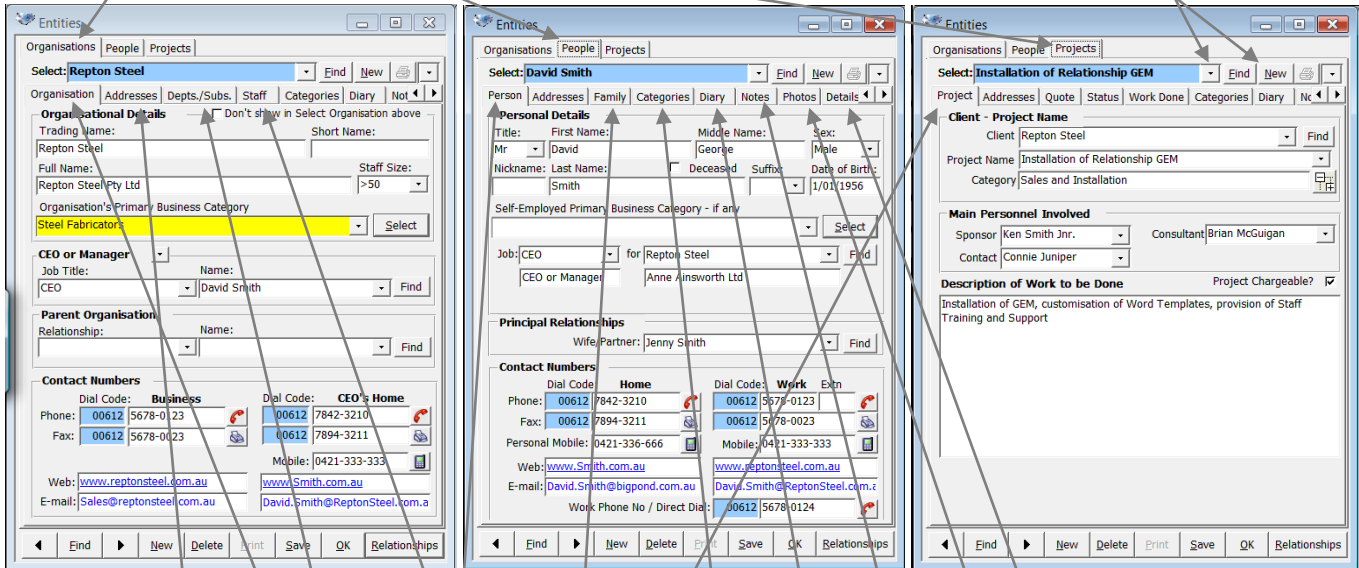 Entities
Organisations People Projects
Select: Repton Steel Find New
Organisation Addresses Depts./Subs. Staff Categories Diary Not
Organisational Details Don't show in Select Organisation above
Trading Name: Short Name:
Repton Steel
Full Name: Staff Size:
Repton Steel Pty Ltd >50
Organisation's Primary Business Category
Steel Fabricators Select
CEO or Manager
Job Title: Name:
CEO David Smith Find
Parent Organisation
Relationship: Name:
Find
Contact Numbers
Dial Code: Business Dial Code: CEO's Home
Phone: 00612 5678-0123 00612 7842-3210
Fax: 00612 5678-0023 00612 7894-3211
Mobile: 0421-333-333
Web: www.reptonsteel.com.au www.Smith.com.au
E-mail: Sales@reptonsteel.com.au David.Smith@ReptonSteel.com.a
Find New Delete Print Save OK Relationships
Entities
Organisations People Projects
Select: David Smith Find New
Person Addresses Family Categories Diary Notes Photos Details
Personal Details
Title: First Name: Middle Name: Sex:
Mr David George Male
Nickname: Last Name: Deceased Suffix: Date of Birth:
Smith 1/01/1956
Self-Employed Primary Business Category - if any
Select
Job: CEO for Repton Steel Find
CEO or Manager Anne Ainsworth Ltd
Principal Relationships
Wife/Partner: Jenny Smith Find
Contact Numbers
Dial Code: Home Dial Code: Work Extn
Phone: 00612 7842-3210 00612 5678-0123
Fax: 00612 7894-3211 00612 5678-0023
Personal Mobile: 0421-336-666 Mobile: 0421-333-333
Web: www.Smith.com.au www.reptonsteel.com.au
E-mail: David.Smith@bigpond.com.au David.Smith@ReptonSteel.com.a
Work Phone No / Direct Dial: 00612 5678-0124
Find New Delete Print Save OK Relationships
Entities
Organisations People Projects
Select: Installation of Relationship GEM Find New
Project Addresses Quote Status Work Done Categories Diary Nc
Client - Project Name
Client Repton Steel Find
Project Name Installation of Relationship GEM
Category Sales and Installation
Main Personnel Involved
Sponsor Ken Smith Jnr. Consultant Brian McGuigan
Contact Connie Juniper
Description of Work to be Done Project Chargeable?
Installation of GEM, customisation of Word Templates, provision of Staff
Training and Support
Find New Delete Print Save OK Relationships